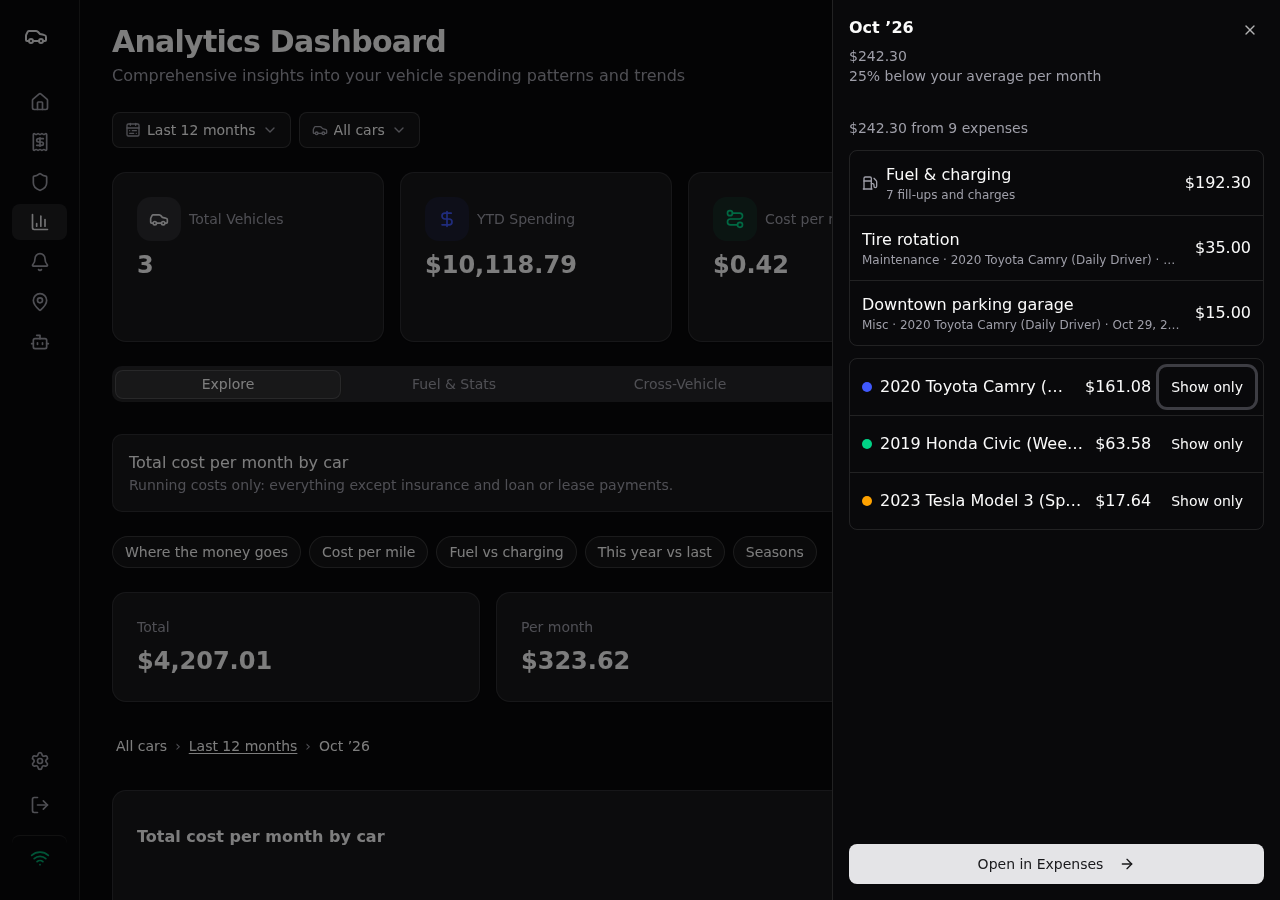 Analytics Dashboard
Comprehensive insights into your vehicle spending patterns and trends
Last 12 months
All cars
Total Vehicles
3
YTD Spending
$10,118.79
Cost per
$0.42
Explore
Fuel & Stats
Cross-Vehicle
Total cost per month by car
Running costs only: everything except insurance and loan or lease payments.
Where the money goes
Cost per mile
Fuel vs charging
This year vs last
Seasons
Total
$4,207.01
Per month
$323.62
All cars › Last 12 months › Oct ’26
Total cost per month by car
Oct ’26
$242.30
25% below your average per month
$242.30 from 9 expenses
Fuel & charging
7 fill-ups and charges
$192.30
Tire rotation
Maintenance · 2020 Toyota Camry (Daily Driver) · …
$35.00
Downtown parking garage
Misc · 2020 Toyota Camry (Daily Driver) · Oct 29, 2…
$15.00
2020 Toyota Camry (… $161.08 Show only
2019 Honda Civic (Wee… $63.58 Show only
2023 Tesla Model 3 (Sp… $17.64 Show only
Open in Expenses